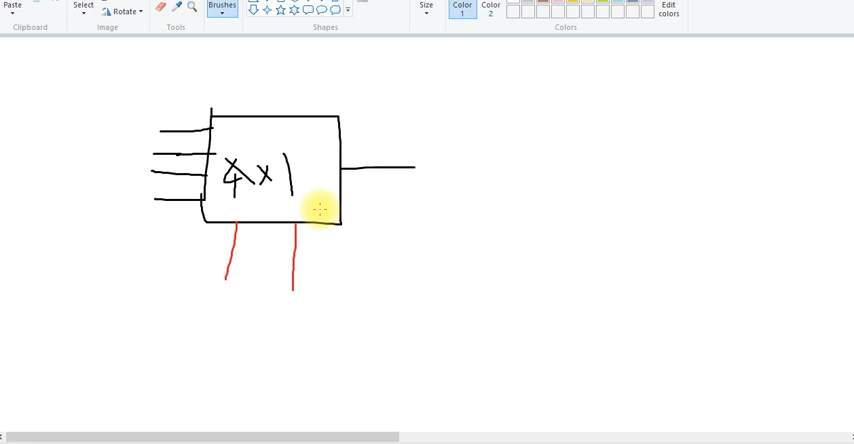 Paste
Select
Rotate
Brushes
Size
Color
1
Color
2
Edit
colors
Clipboard
Image
Tools
Shapes
Colors
4x1